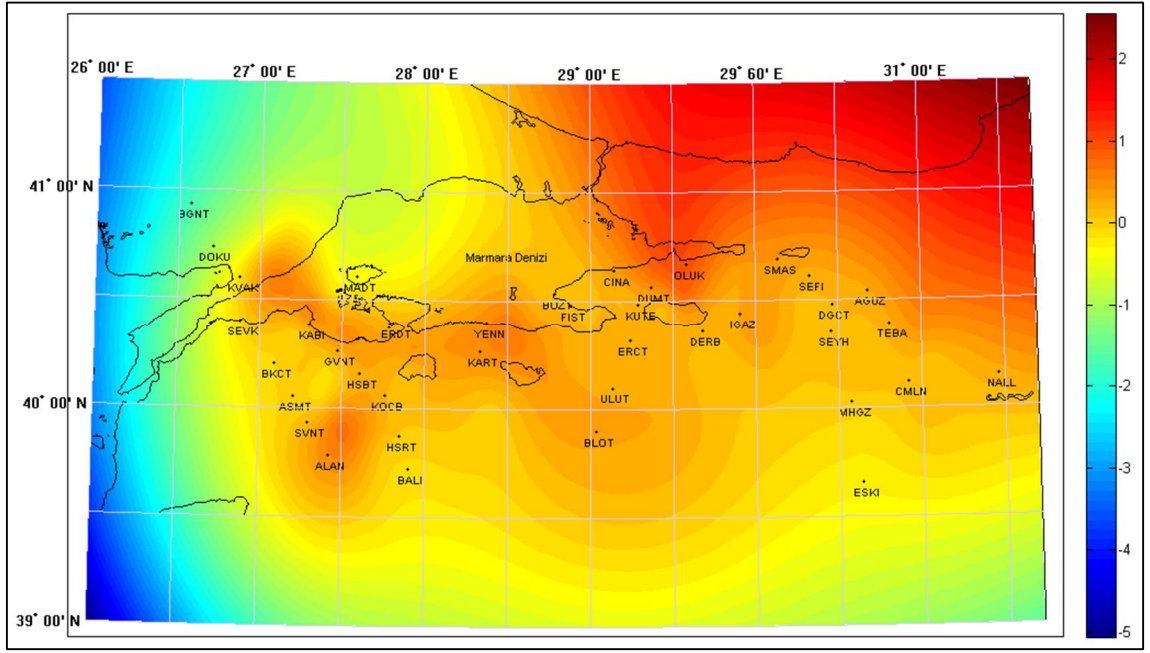 26° 00' E
27° 00' E
28° 00' E
29° 00' E
29° 60' E
31° 00' E
41° 00' N
40° 00' N
39° 00' N
BGNT
DOKU
KVAK
MADT
Marmara Denizi
CINA
OLUK
DUMT
SMAS
SEFI
AGUZ
BOZT
FIST
KUTE
IGAZ
DGCT
TEBA
SEVK
KABI
ERDT
YENN
ERCT
DERB
SEYH
GVNT
KART
BKCT
HSBT
ULUT
CMLN
NALL
ASMT
KOCB
MHGZ
SVNT
HSRT
BLOT
ALAN
BALI
ESKI
2
1
0
-1
-2
-3
-4
-5